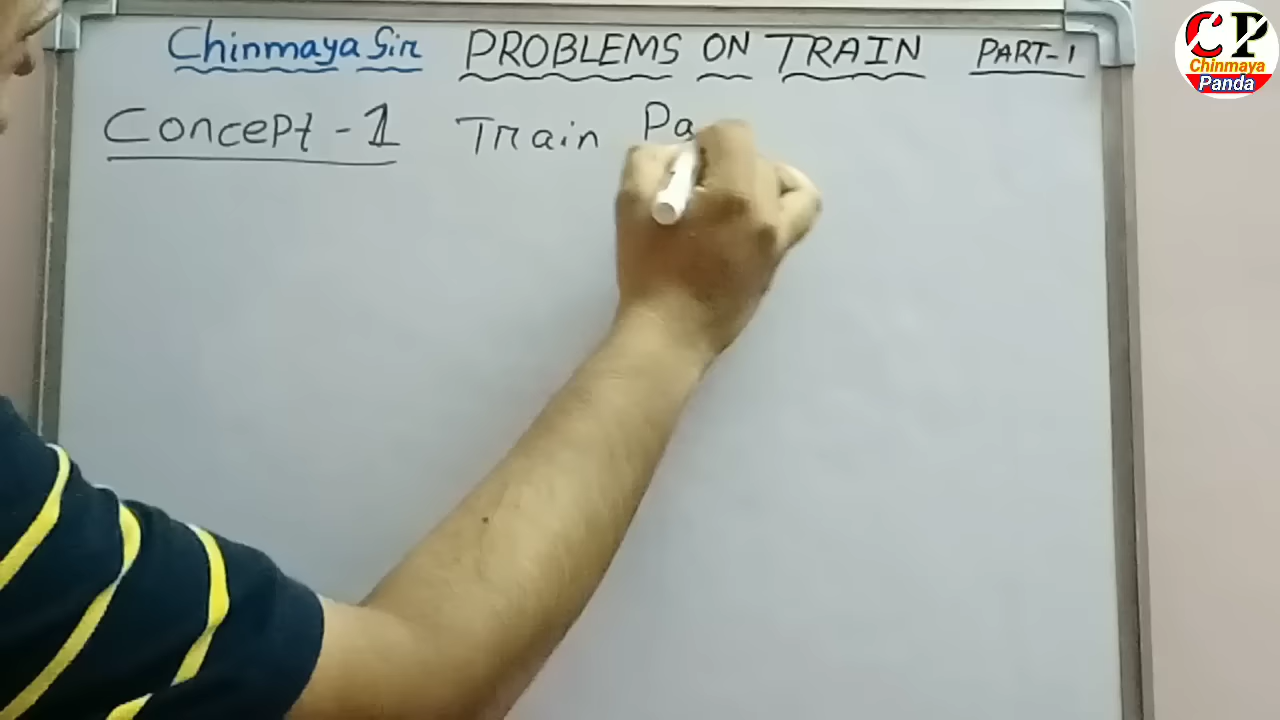 Chinmaya Sir PROBLEMS ON TRAIN PART-1
Concept-1 Train Pa
CP
Chinmaya
Panda